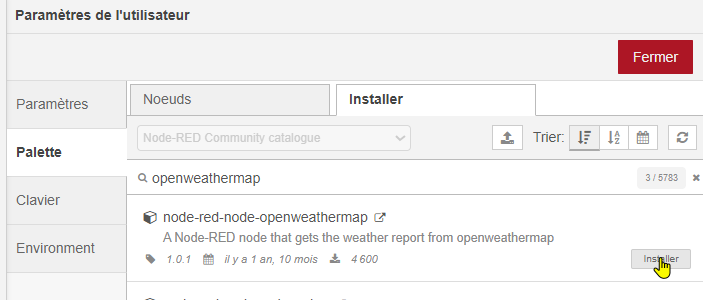 Paramètres de l'utilisateur
Fermer
Paramètres
Palette
Clavier
Environment
Noeuds
Installer
Node-RED Community catalogue
Trier:
openweathermap
3 / 5783
node-red-node-openweathermap
A Node-RED node that gets the weather report from openweathermap
1.0.1 il y a 1 an, 10 mois 4 600
Installer